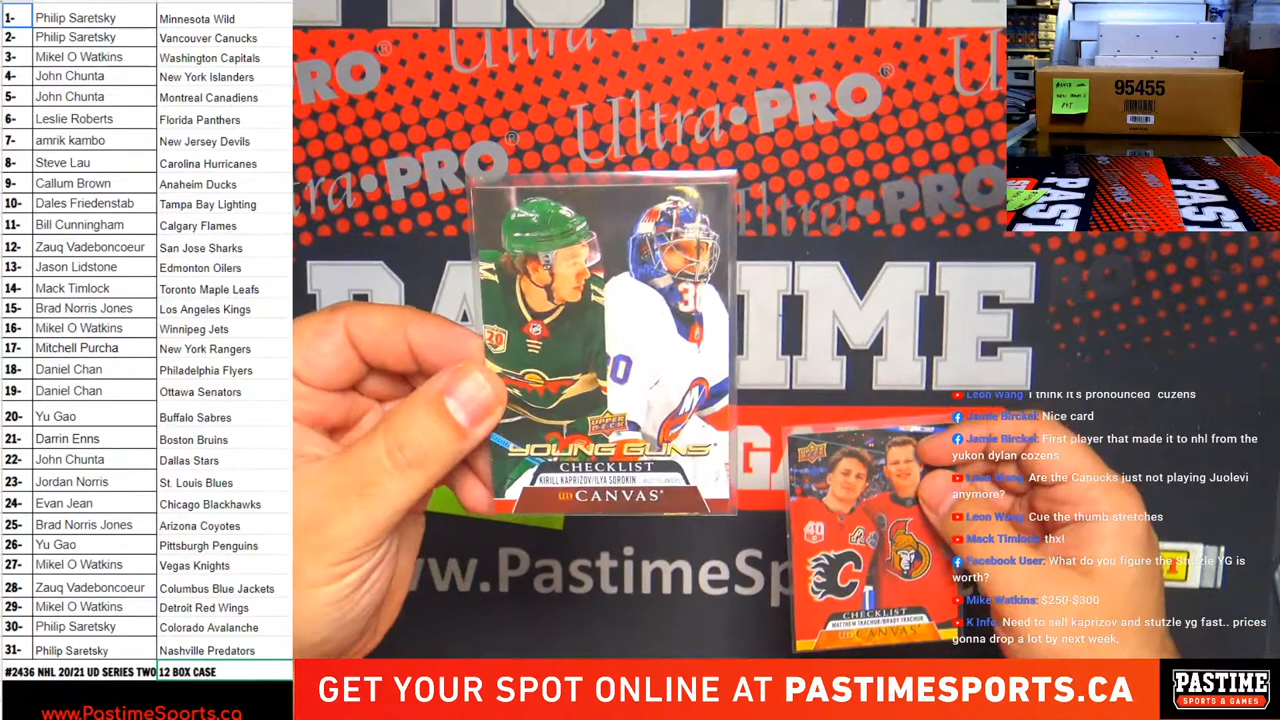 1- Philip Saretsky Minnesota Wild
2- Philip Saretsky Vancouver Canucks
3- Mikel O Watkins Washington Capitals
4- John Chunta New York Islanders
5- John Chunta Montreal Canadiens
6- Leslie Roberts Florida Panthers
7- amrik kambo New Jersey Devils
8- Steve Lau Carolina Hurricanes
9- Callum Brown Anaheim Ducks
10- Dales Friedenstab Tampa Bay Lighting
11- Bill Cunningham Calgary Flames
12- Zauq Vadeboncoeur San Jose Sharks
13- Jason Lidstone Edmonton Oilers
14- Mack Timlock Toronto Maple Leafs
15- Brad Norris Jones Los Angeles Kings
16- Mikel O Watkins Winnipeg Jets
17- Mitchell Purcha New York Rangers
18- Daniel Chan Philadelphia Flyers
19- Daniel Chan Ottawa Senators
20- Yu Gao Buffalo Sabres
21- Darrin Enns Boston Bruins
22- John Chunta Dallas Stars
23- Jordan Norris St. Louis Blues
24- Evan Jean Chicago Blackhawks
25- Brad Norris Jones Arizona Coyotes
26- Yu Gao Pittsburgh Penguins
27- Mikel O Watkins Vegas Knights
28- Zauq Vadeboncoeur Columbus Blue Jackets
29- Mikel O Watkins Detroit Red Wings
30- Philip Saretsky Colorado Avalanche
31- Philip Saretsky Nashville Predators
#2436 NHL 20/21 UD SERIES TWO 12 BOX CASE
www.PastimeSports.ca
Ultra•PRO®
UPPER DECK
YOUNG GUNS
CHECKLIST
KIRILL KAPRIZOV/ILYA SOROKIN
UD CANVAS
UPPER DECK
40
CHECKLIST
MATTHEW TKACHUK/BRADY TKACHUK
UD CANVAS
www.PastimeSp
95455
Leon Wang I think it's pronounced "cuzens
Jamie Birckel: Nice card
Jamie Birckel: First player that made it to nhl from the
yukon dylan cozens
Leon Wang: Are the Canucks just not playing Juolevi
anymore?
Leon Wang: Cue the thumb stretches
Mack Timlock: thx!
Facebook User: What do you figure the Stutzle YG is
worth?
Mike Watkins: $250-$300
K Info: Need to sell kaprizov and stutzle yg fast.. prices
gonna drop a lot by next week,
GET YOUR SPOT ONLINE AT PASTIMESPORTS.CA
PASTIME
SPORTS & GAMES